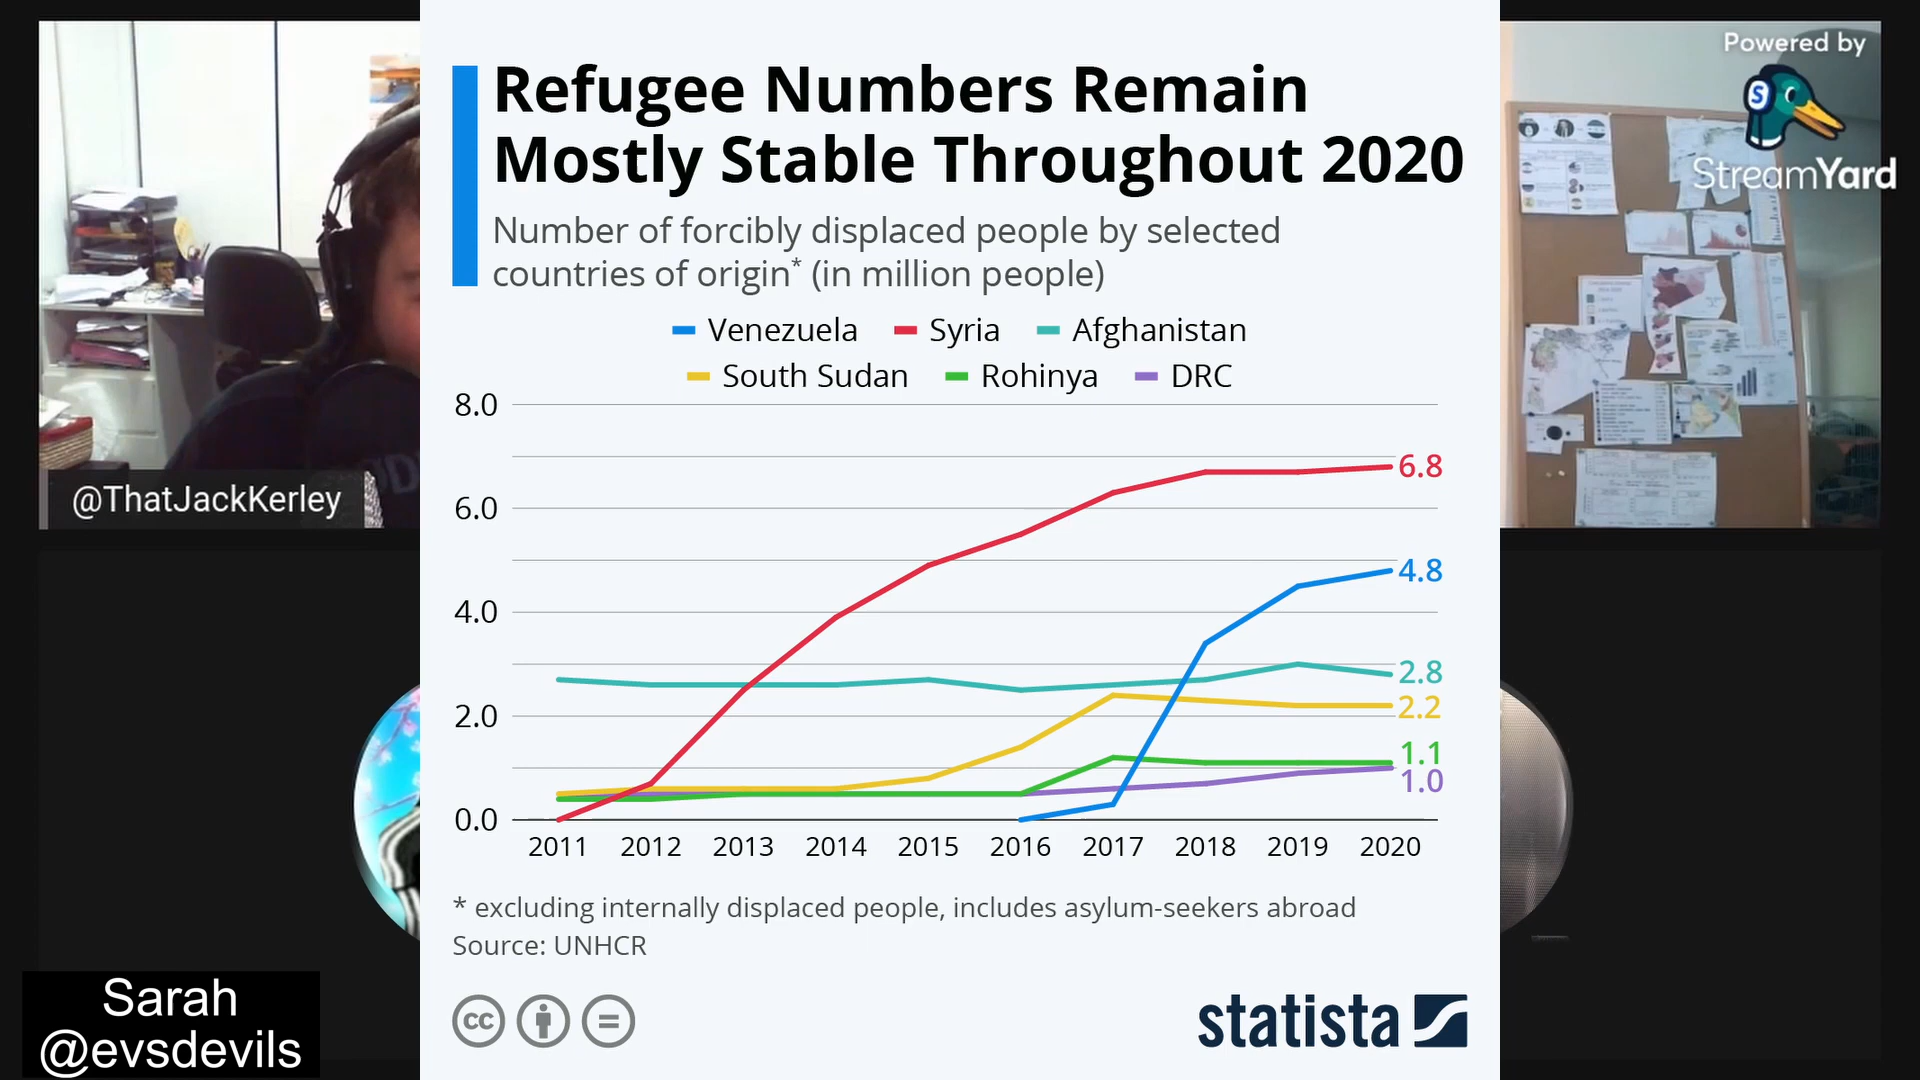 Powered by
StreamYard
@ThatJackKerley
Refugee Numbers Remain
Mostly Stable Throughout 2020
Number of forcibly displaced people by selected
countries of origin* (in million people)
Venezuela Syria Afghanistan
South Sudan Rohinya DRC
8.0
6.0
4.0
2.0
0.0
6.8
4.8
2.8
2.2
1.1
1.0
2011 2012 2013 2014 2015 2016 2017 2018 2019 2020
* excluding internally displaced people, includes asylum-seekers abroad
Source: UNHCR
cc
statista
Sarah
@evsdevils